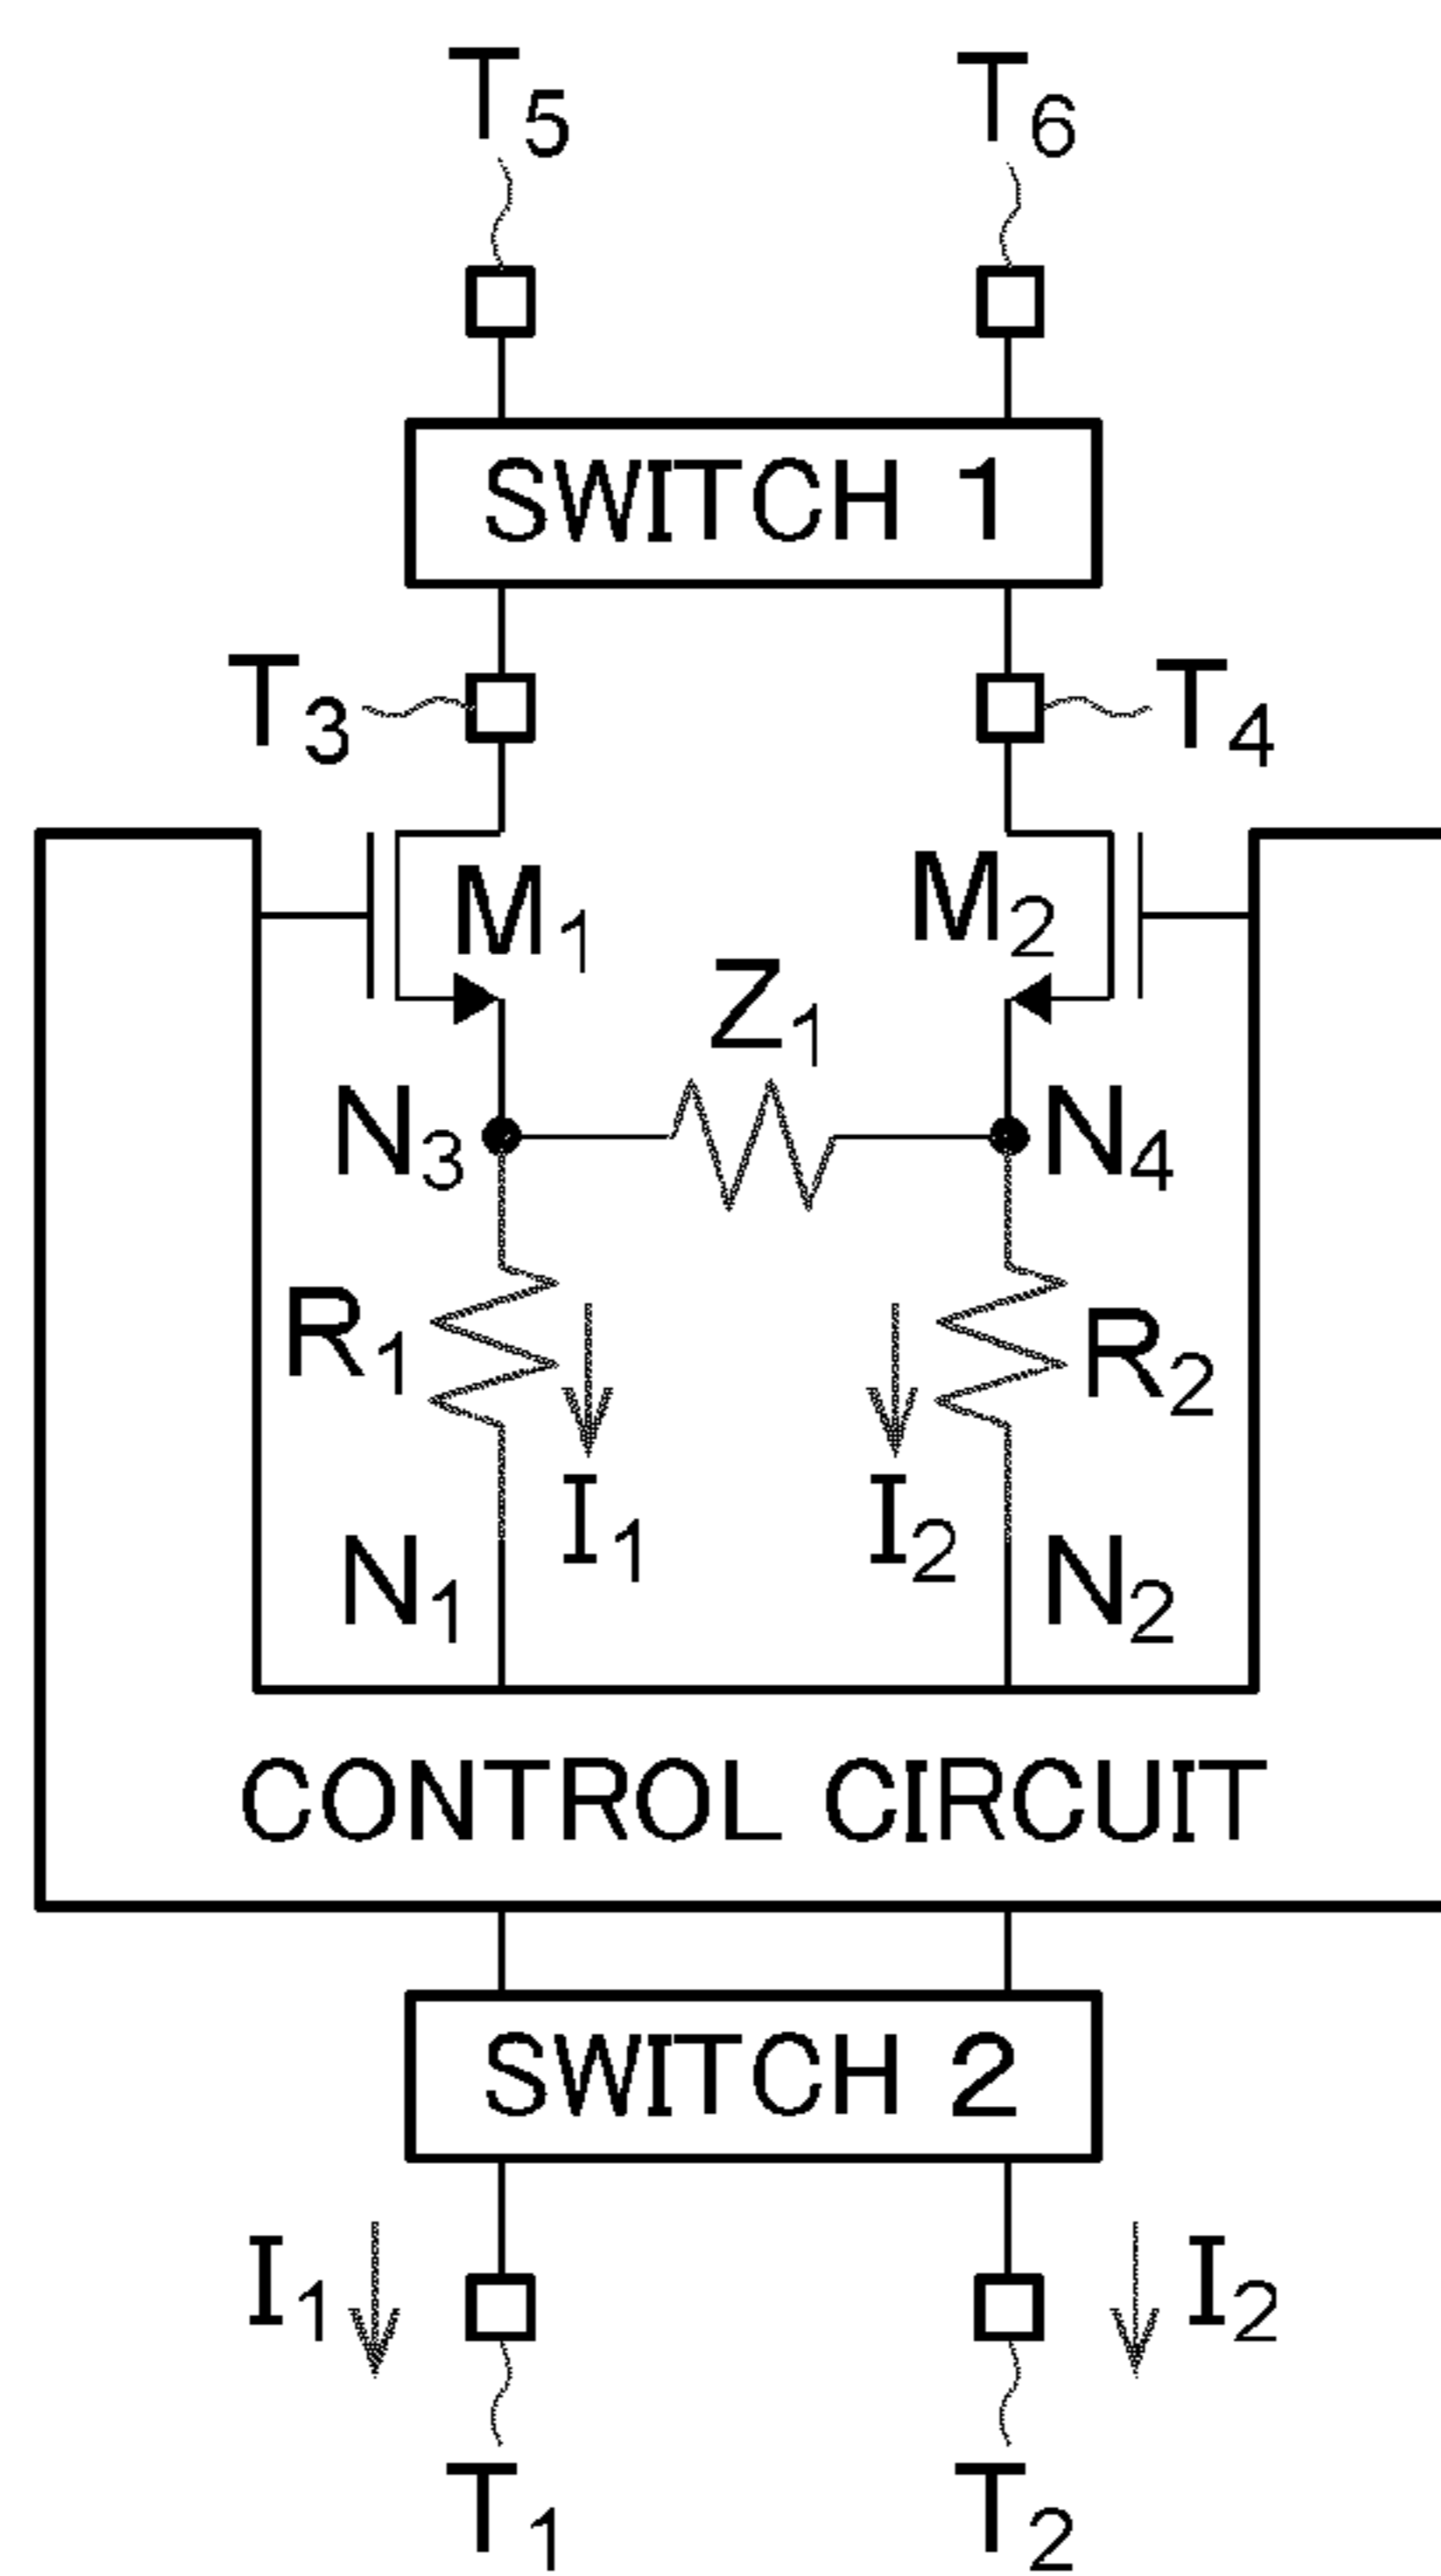 T5 T6
SWITCH 1
T3 T4
M1 M2
Z1
N3 N4
R1 R2
I1 I2
N1 N2
CONTROL CIRCUIT
SWITCH 2
I1 I2
T1 T2